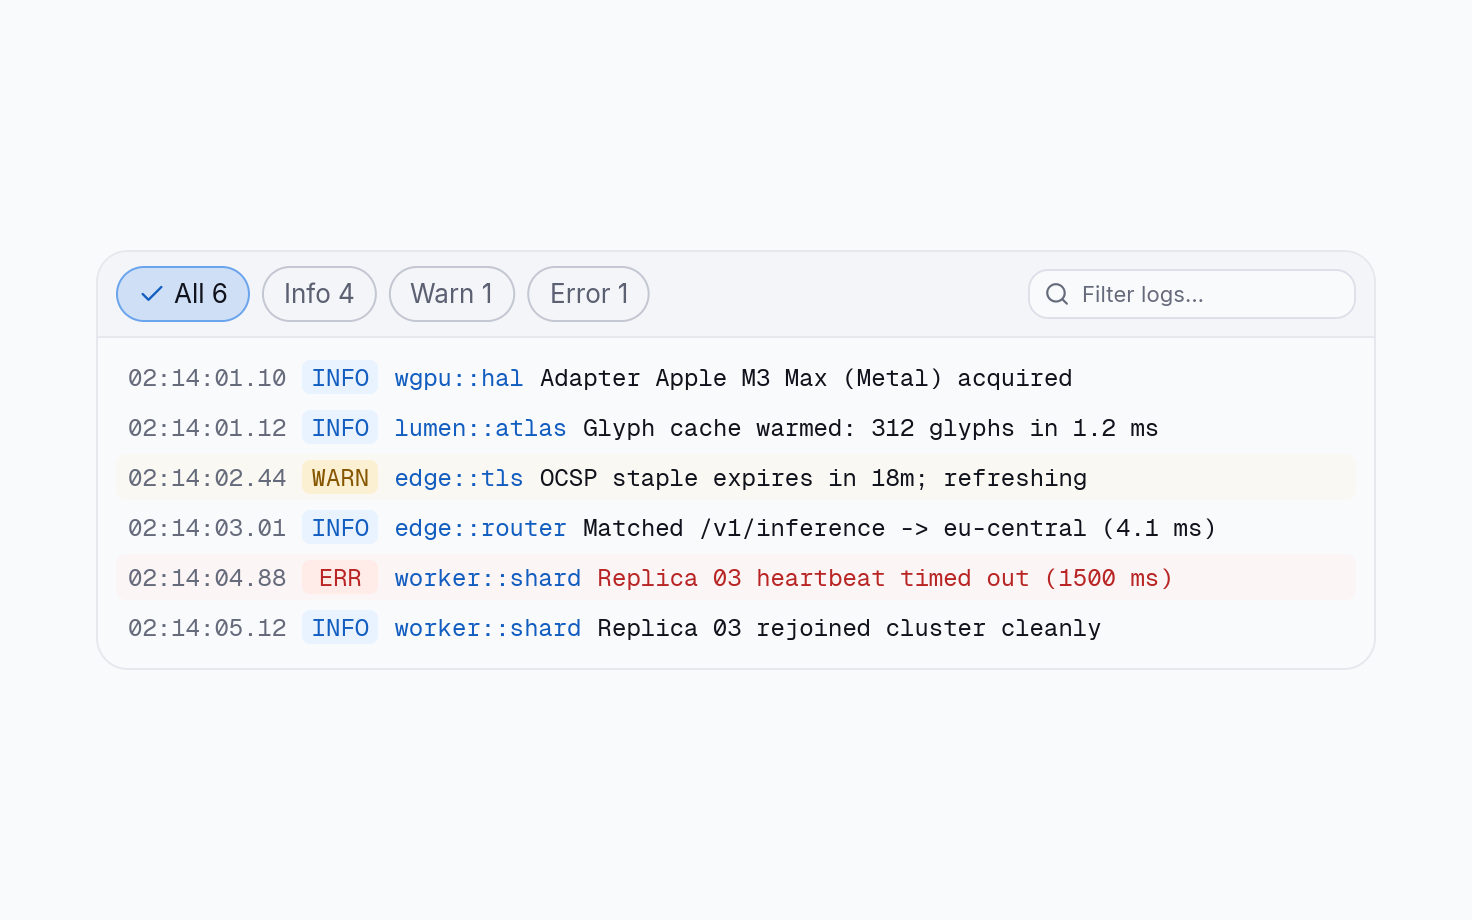 All 6 Info 4 Warn 1 Error 1 Filter logs...
02:14:01.10 INFO wgpu::hal Adapter Apple M3 Max (Metal) acquired
02:14:01.12 INFO lumen::atlas Glyph cache warmed: 312 glyphs in 1.2 ms
02:14:02.44 WARN edge::tls OCSP staple expires in 18m; refreshing
02:14:03.01 INFO edge::router Matched /v1/inference -> eu-central (4.1 ms)
02:14:04.88 ERR worker::shard Replica 03 heartbeat timed out (1500 ms)
02:14:05.12 INFO worker::shard Replica 03 rejoined cluster cleanly